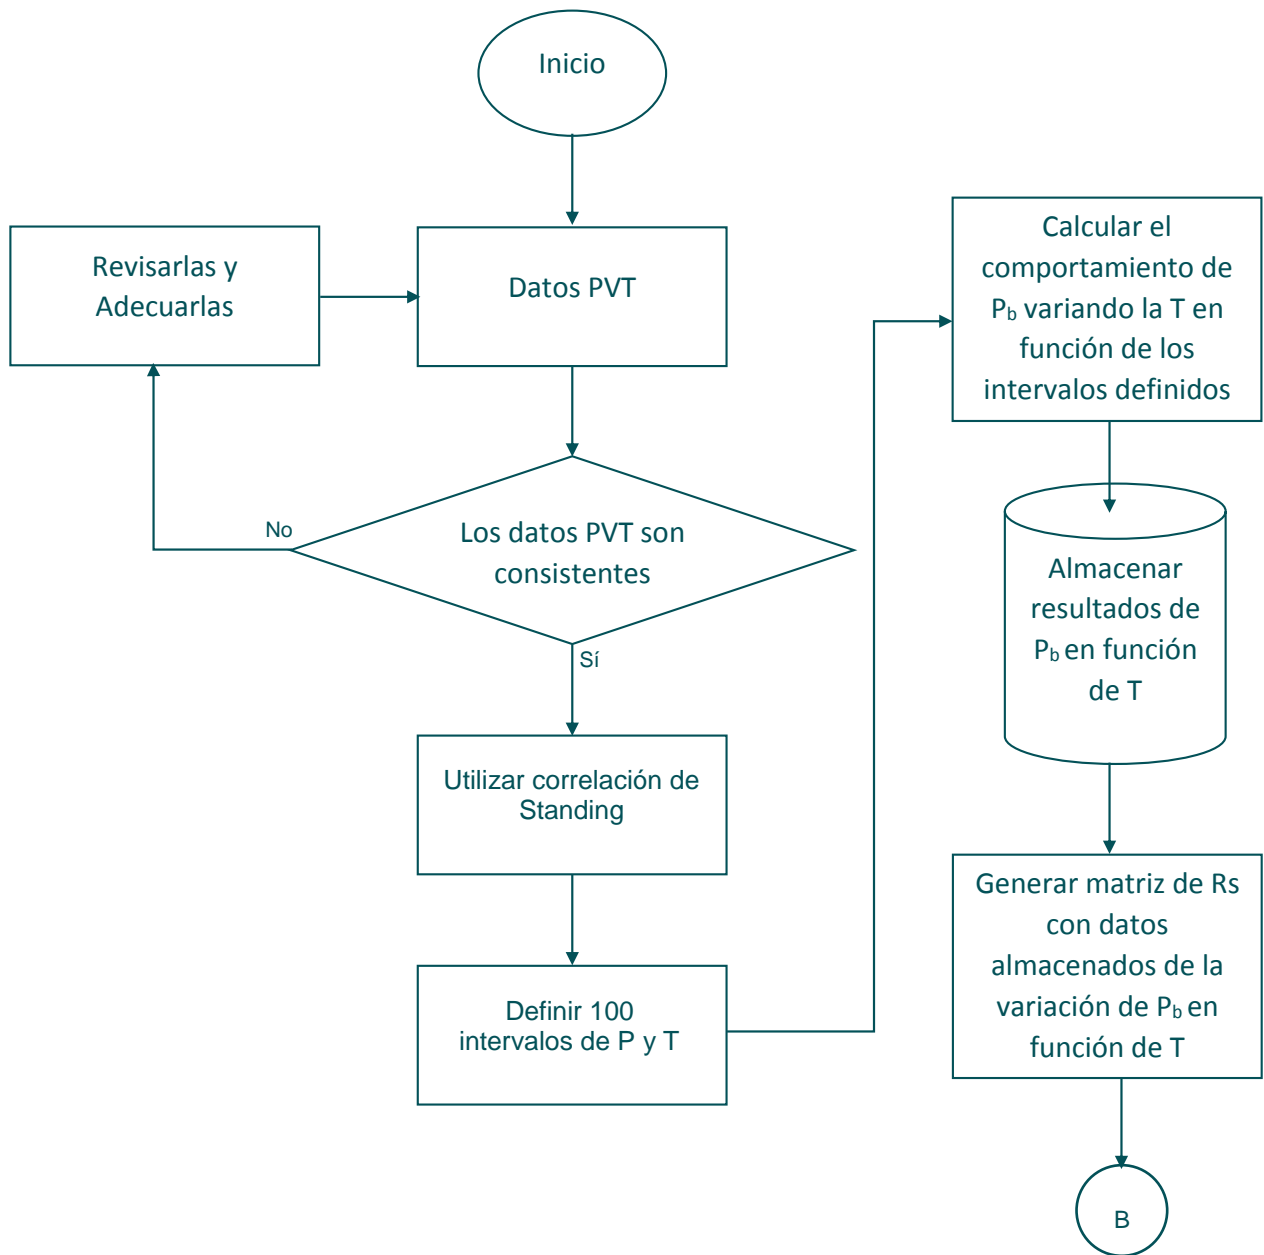 Inicio
Revisarlas y
Adecuarlas
Datos PVT
No
Los datos PVT son
consistentes
Sí
Utilizar correlación de
Standing
Definir 100
intervalos de P y T
Calcular el
comportamiento de
Pb variando la T en
función de los
intervalos definidos
Almacenar
resultados de
Pb en función
de T
Generar matriz de Rs
con datos
almacenados de la
variación de Pb en
función de T
B